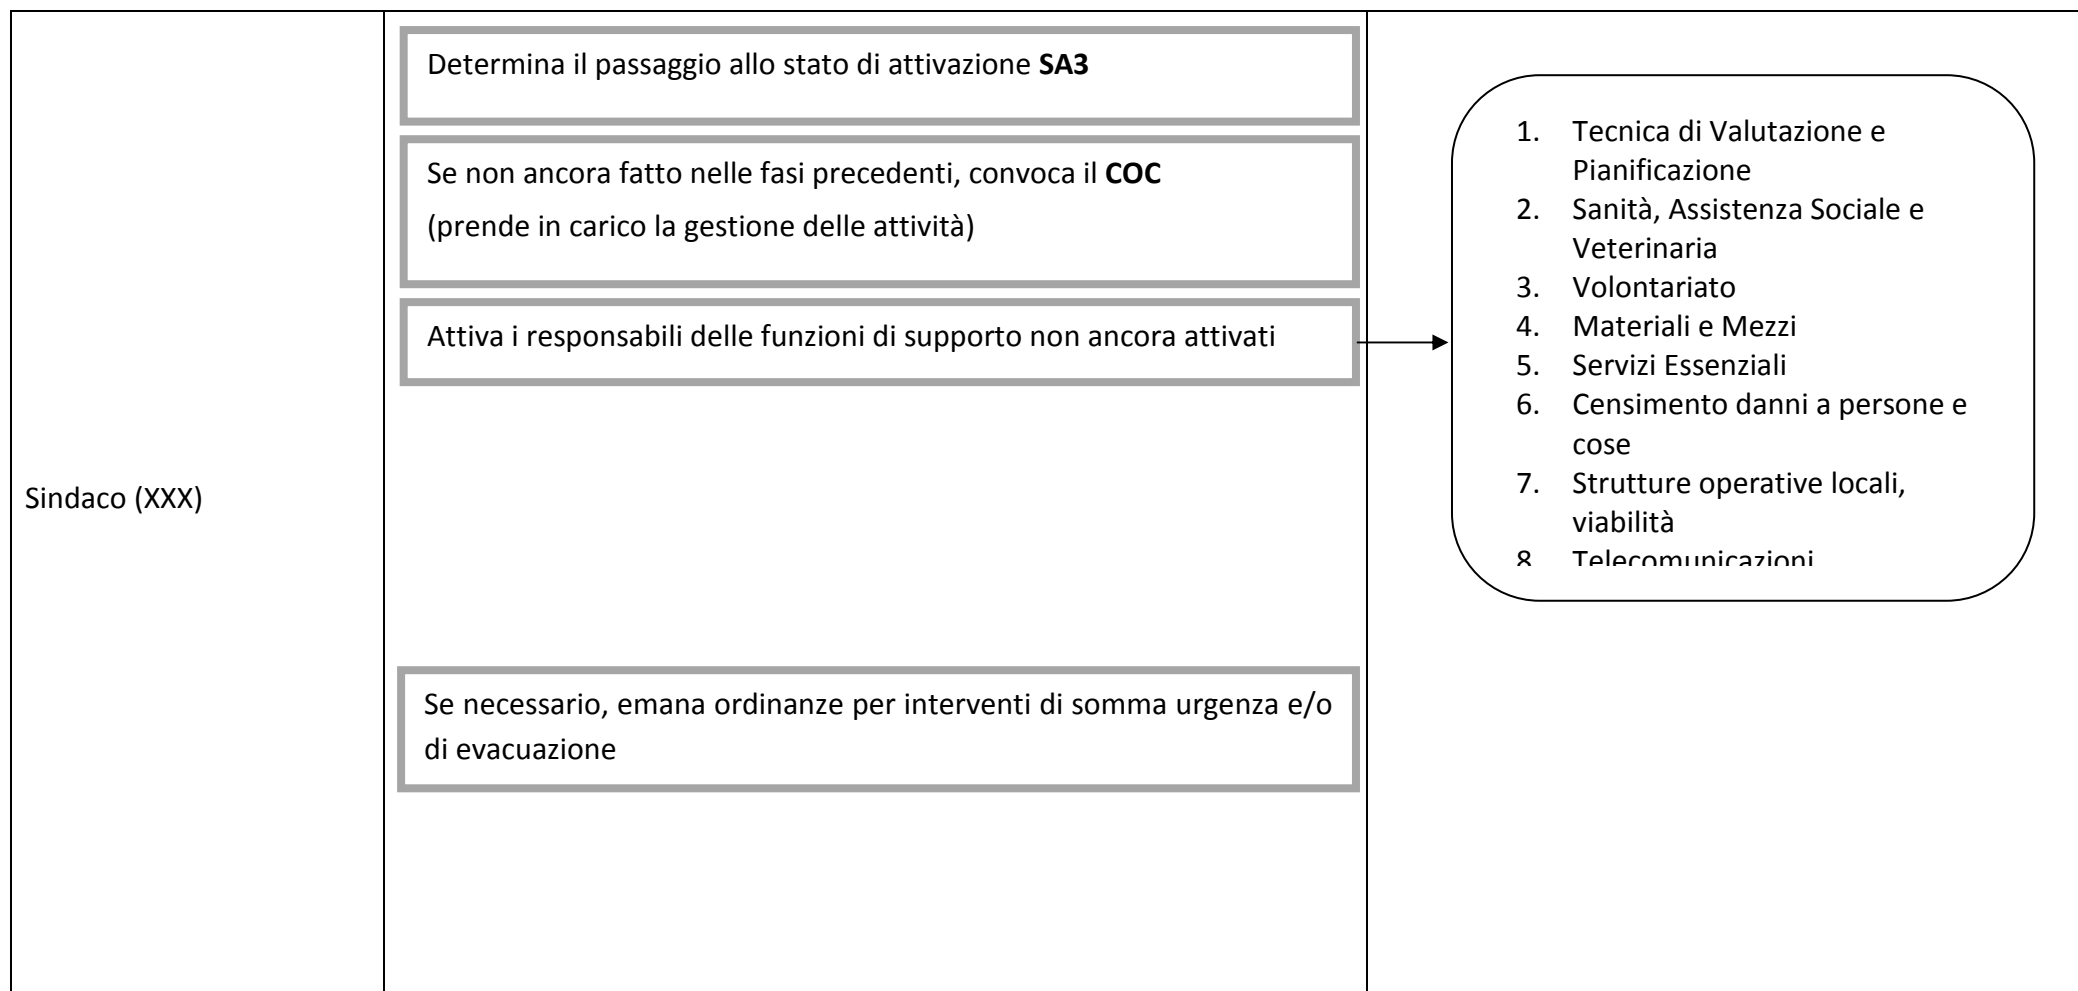 Sindaco (XXX)
Determina il passaggio allo stato di attivazione SA3
Se non ancora fatto nelle fasi precedenti, convoca il COC
(prende in carico la gestione delle attività)
Attiva i responsabili delle funzioni di supporto non ancora attivati
Se necessario, emana ordinanze per interventi di somma urgenza e/o
di evacuazione
1. Tecnica di Valutazione e
Pianificazione
2. Sanità, Assistenza Sociale e
Veterinaria
3. Volontariato
4. Materiali e Mezzi
5. Servizi Essenziali
6. Censimento danni a persone e
cose
7. Strutture operative locali,
viabilità
8. Telecomunicazioni